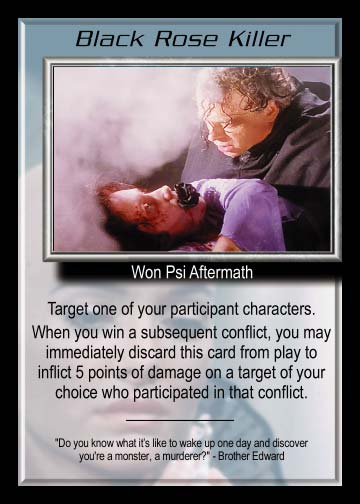 Black Rose Killer
Won Psi Aftermath
Target one of your participant characters.
When you win a subsequent conflict, you may
immediately discard this card from play to
inflict 5 points of damage on a target of your
choice who participated in that conflict.
"Do you know what it's like to wake up one day and discover
you're a monster, a murderer?" - Brother Edward